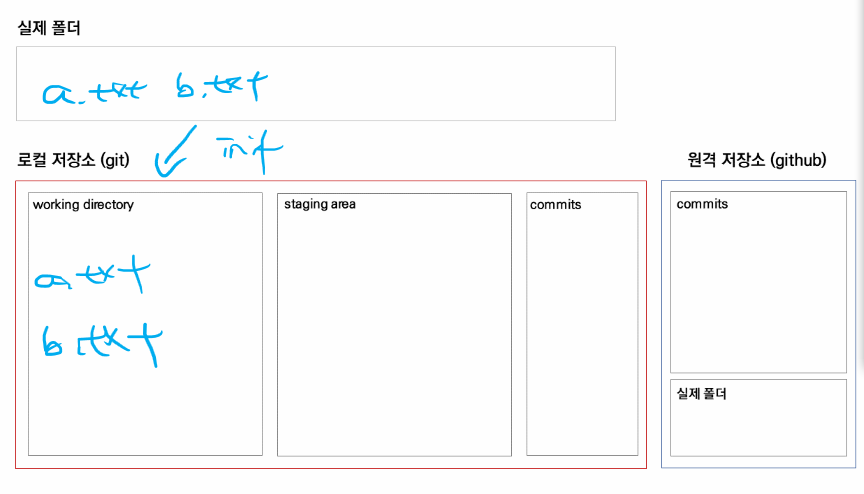 실제 폴더
a.txt b.txt
init
로컬 저장소 (git)
원격 저장소 (github)
working directory
staging area
commits
commits
a.txt
b.txt
실제 폴더